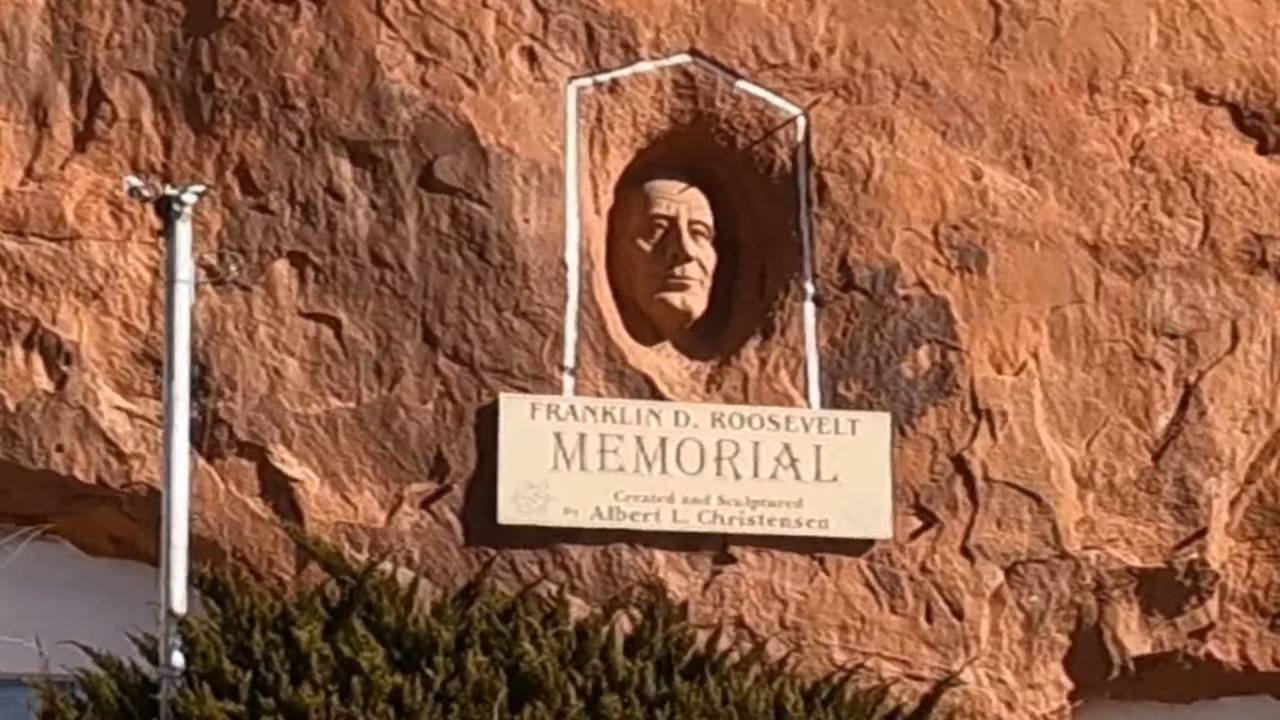 FRANKLIN D. ROOSEVELT
MEMORIAL
Created and Sculptured
by Albert L. Christensen